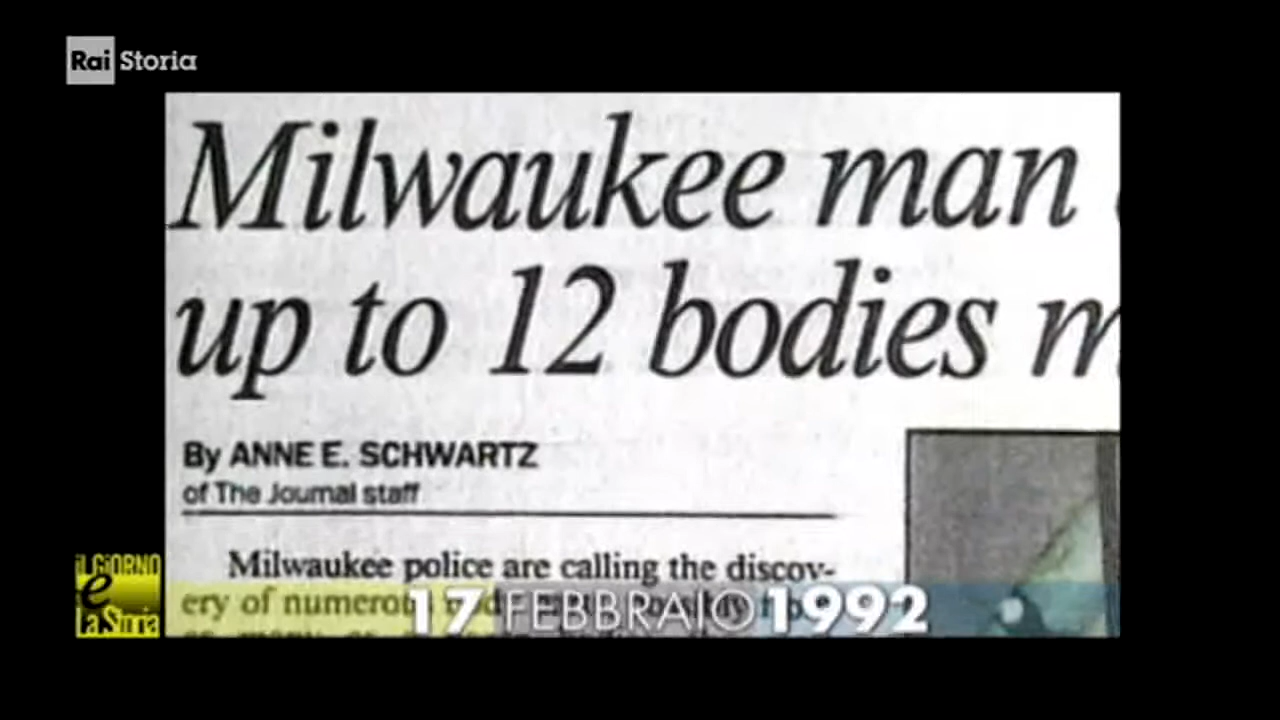 Rai Storia
Milwaukee man
up to 12 bodies m
By ANNE E. SCHWARTZ
of The Journal staff
Milwaukee police are calling the discov-
ery of numerous
17 FEBBRAIO 1992
iL GiORNO
e
la Storia